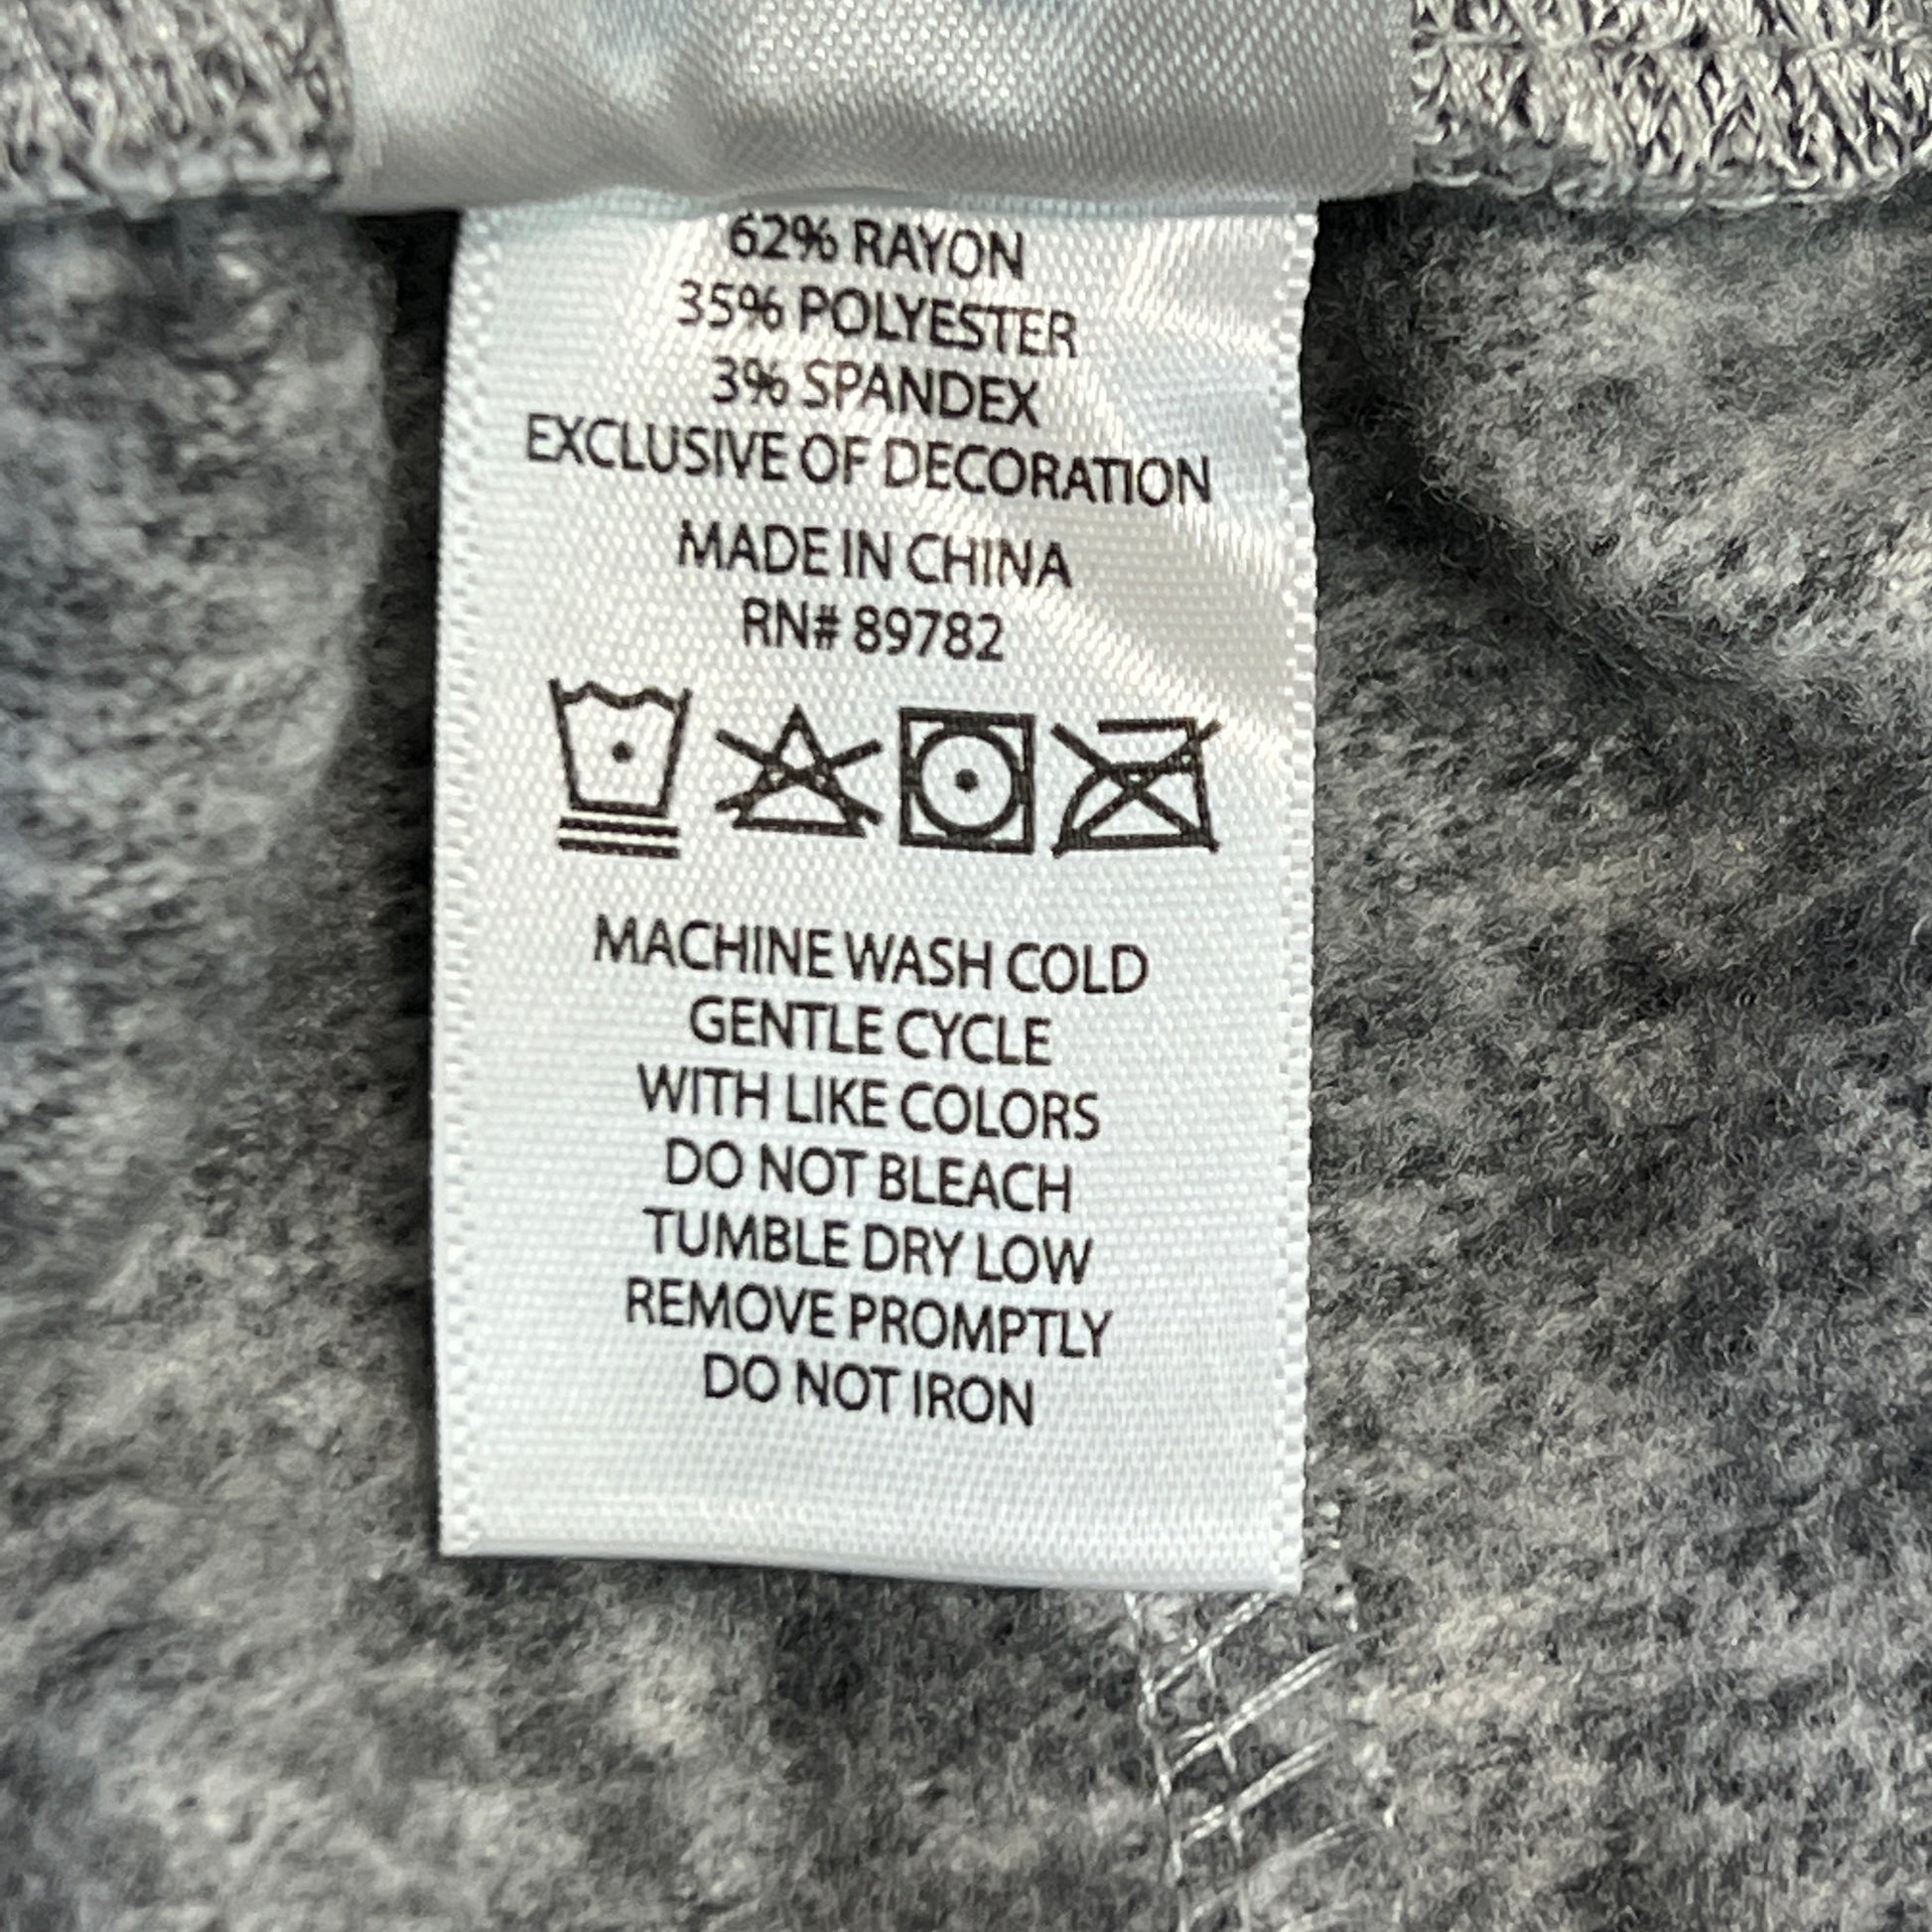 62% RAYON
35% POLYESTER
3% SPANDEX
EXCLUSIVE OF DECORATION
MADE IN CHINA
RN# 89782
MACHINE WASH COLD
GENTLE CYCLE
WITH LIKE COLORS
DO NOT BLEACH
TUMBLE DRY LOW
REMOVE PROMPTLY
DO NOT IRON